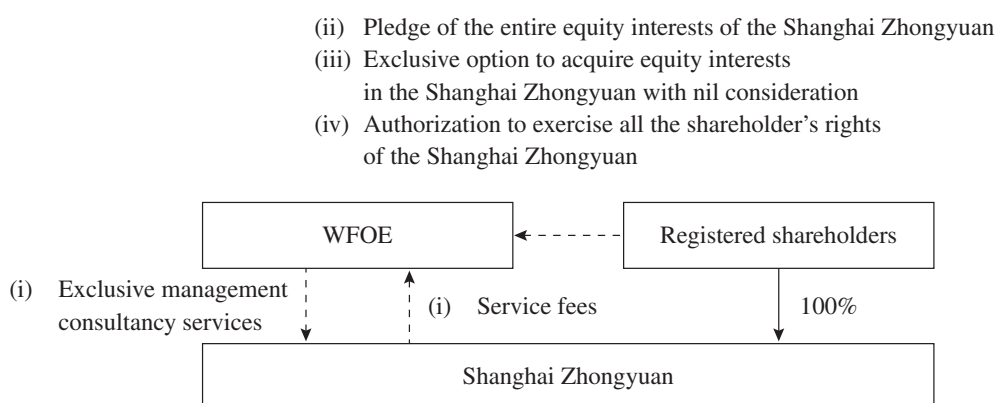 (ii) Pledge of the entire equity interests of the Shanghai Zhongyuan
(iii) Exclusive option to acquire equity interests
in the Shanghai Zhongyuan with nil consideration
(iv) Authorization to exercise all the shareholder's rights
of the Shanghai Zhongyuan
WFOE
Registered shareholders
(i) Exclusive management
consultancy services
(i) Service fees
100%
Shanghai Zhongyuan